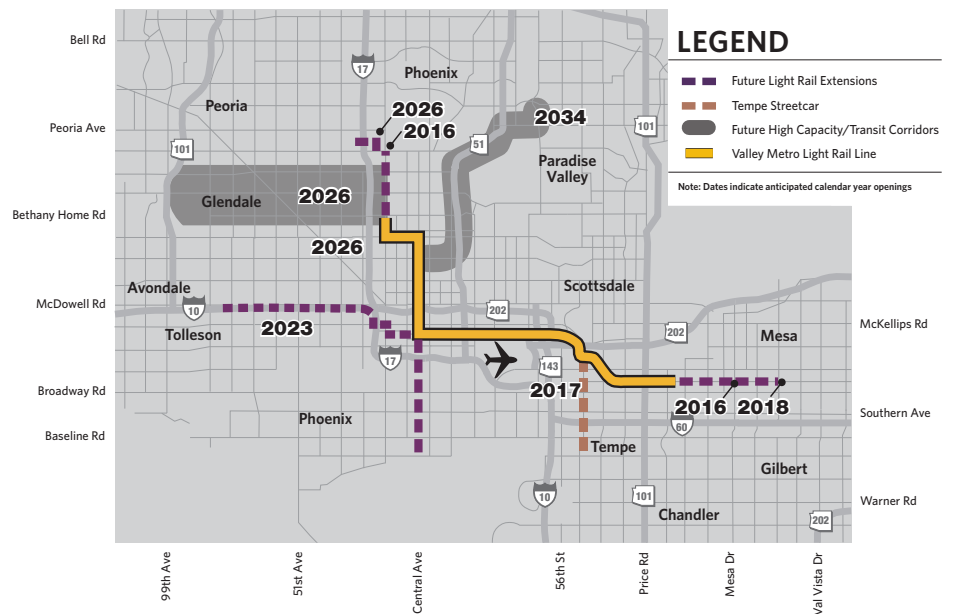 LEGEND
Future Light Rail Extensions
Tempe Streetcar
Future High Capacity/Transit Corridors
Valley Metro Light Rail Line
Note: Dates indicate anticipated calendar year openings
Bell Rd
Peoria Ave
Bethany Home Rd
McDowell Rd
Broadway Rd
Baseline Rd
17
Phoenix
Peoria
2026
2016
2034
101
51
101
Paradise
Valley
Glendale
2026
2026
Avondale
10
Tolleson
2023
Scottsdale
202
202
Mesa
17
143
2017
2016
2018
60
Phoenix
Tempe
Gilbert
10
101
Chandler
202
McKellips Rd
Southern Ave
Warner Rd
99th Ave
51st Ave
Central Ave
56th St
Price Rd
Mesa Dr
Val Vista Dr